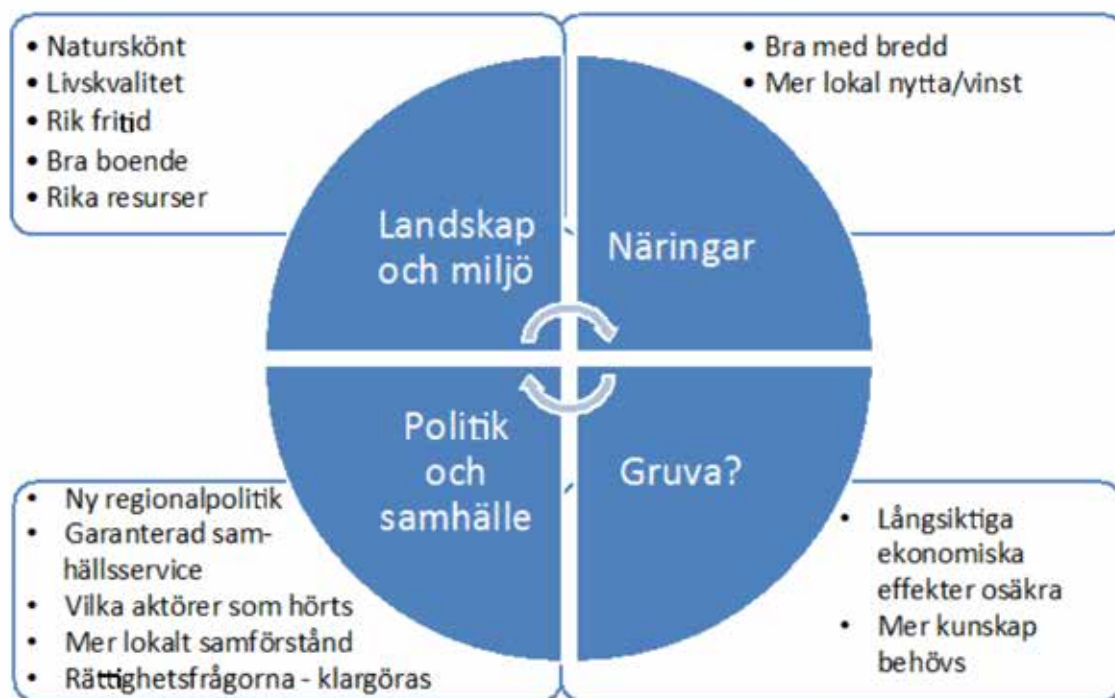 • Naturskönt
• Livskvalitet
• Rik fritid
• Bra boende
• Rika resurser
• Bra med bredd
• Mer lokal nytta/vinst
Landskap
och miljö
Näringar
Politik
och
samhälle
Gruva?
• Ny regionalpolitik
• Garanterad sam-
hällsservice
• Vilka aktörer som hörts
• Mer lokalt samförstånd
• Rättighetsfrågorna - klargöras
• Långsiktiga
ekonomiska
effekter osäkra
• Mer kunskap
behövs